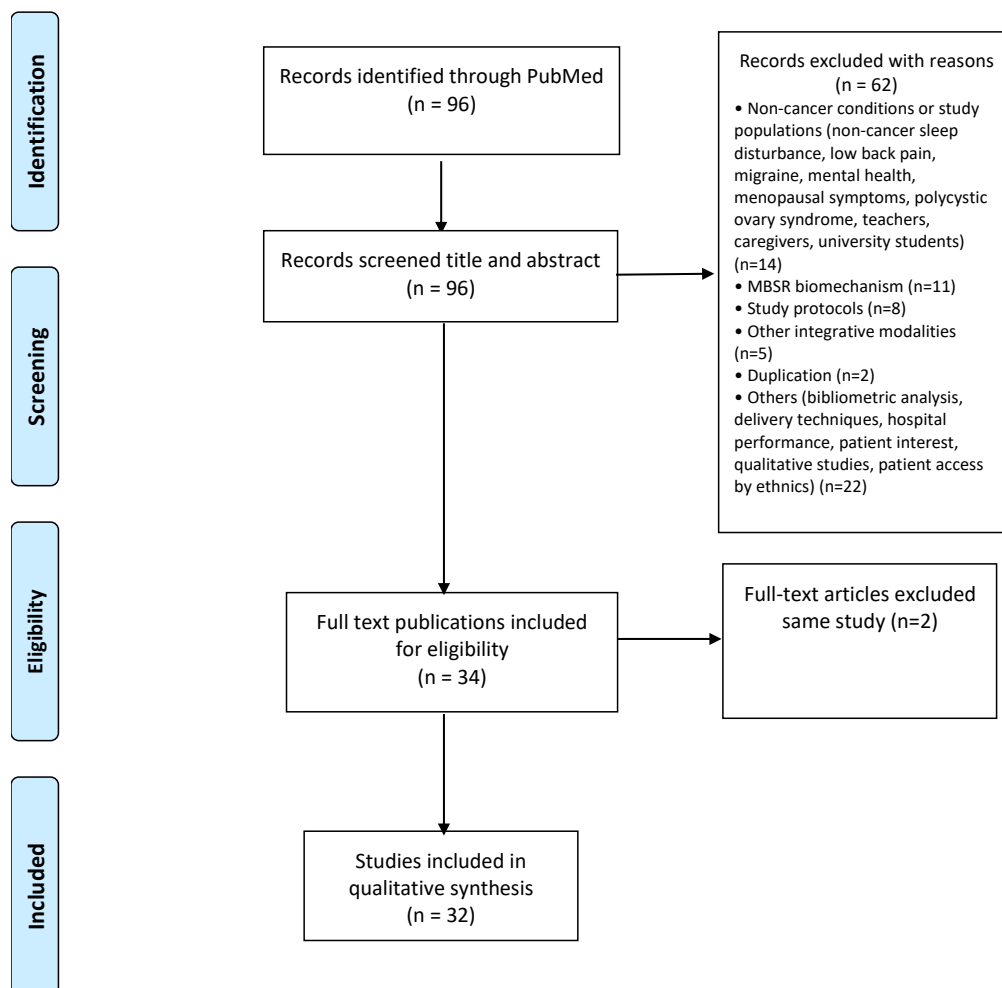 Identification
Records identified through PubMed
(n = 96)
Records excluded with reasons
(n = 62)
• Non-cancer conditions or study
populations (non-cancer sleep
disturbance, low back pain,
migraine, mental health,
menopausal symptoms, polycystic
ovary syndrome, teachers,
caregivers, university students)
(n=14)
• MBSR biomechanism (n=11)
• Study protocols (n=8)
• Other integrative modalities
(n=5)
• Duplication (n=2)
• Others (bibliometric analysis,
delivery techniques, hospital
performance, patient interest,
qualitative studies, patient access
by ethnics) (n=22)
Screening
Records screened title and abstract
(n = 96)
Eligibility
Full text publications included
for eligibility
(n = 34)
Full-text articles excluded
same study (n=2)
Included
Studies included in
qualitative synthesis
(n = 32)